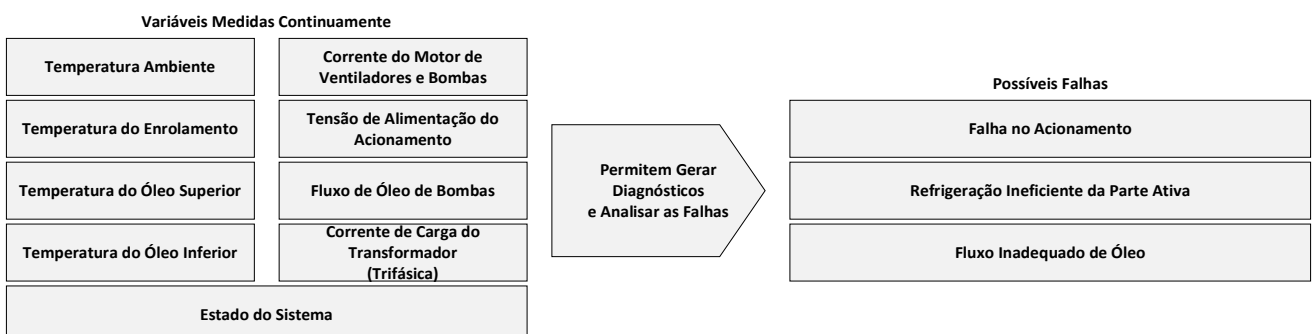 Variáveis Medidas Continuamente
Temperatura Ambiente
Temperatura do Enrolamento
Temperatura do Óleo Superior
Temperatura do Óleo Inferior
Corrente do Motor de
Ventiladores e Bombas
Tensão de Alimentação do
Acionamento
Fluxo de Óleo de Bombas
Corrente de Carga do
Transformador
(Trifásica)
Estado do Sistema
Permitem Gerar
Diagnósticos
e Analisar as Falhas
Possíveis Falhas
Falha no Acionamento
Refrigeração Ineficiente da Parte Ativa
Fluxo Inadequado de Óleo